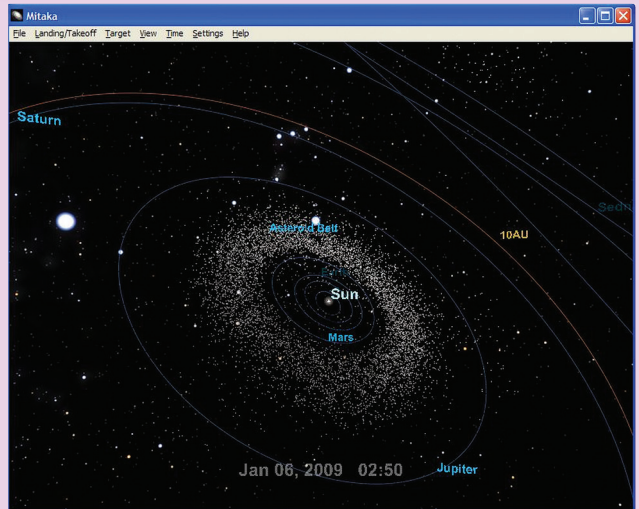 Mitaka
File Landing/Takeoff Target View Time Settings Help
Saturn
Sedna
Asteroid Belt
10AU
Sun
Mars
Jan 06, 2009 02:50
Jupiter